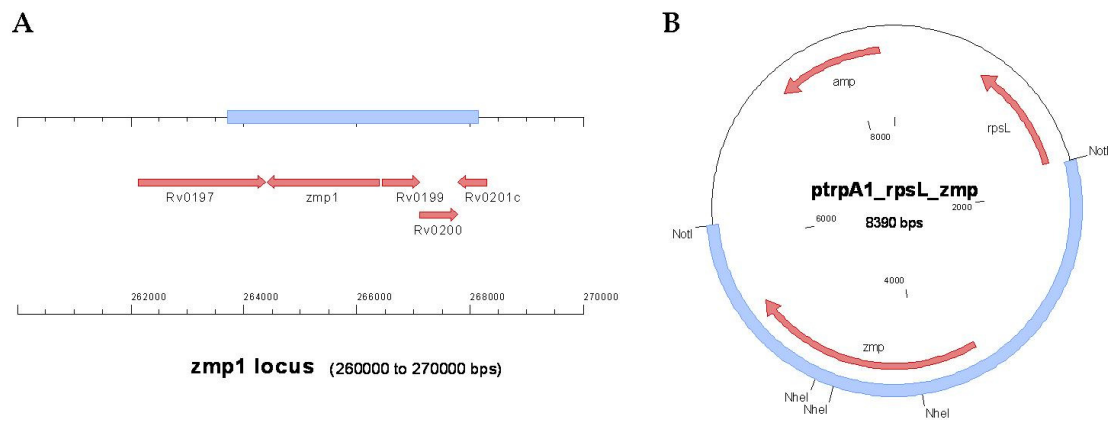 A
Rv0197
zmp1
Rv0199
Rv0201c
Rv0200
262000
264000
266000
268000
270000
zmp1 locus (260000 to 270000 bps)
B
amp
rpsL
8000
NotI
ptrpA1_rpsL_zmp
2000
6000
8390 bps
NotI
4000
zmp
NheI
NheI
NheI